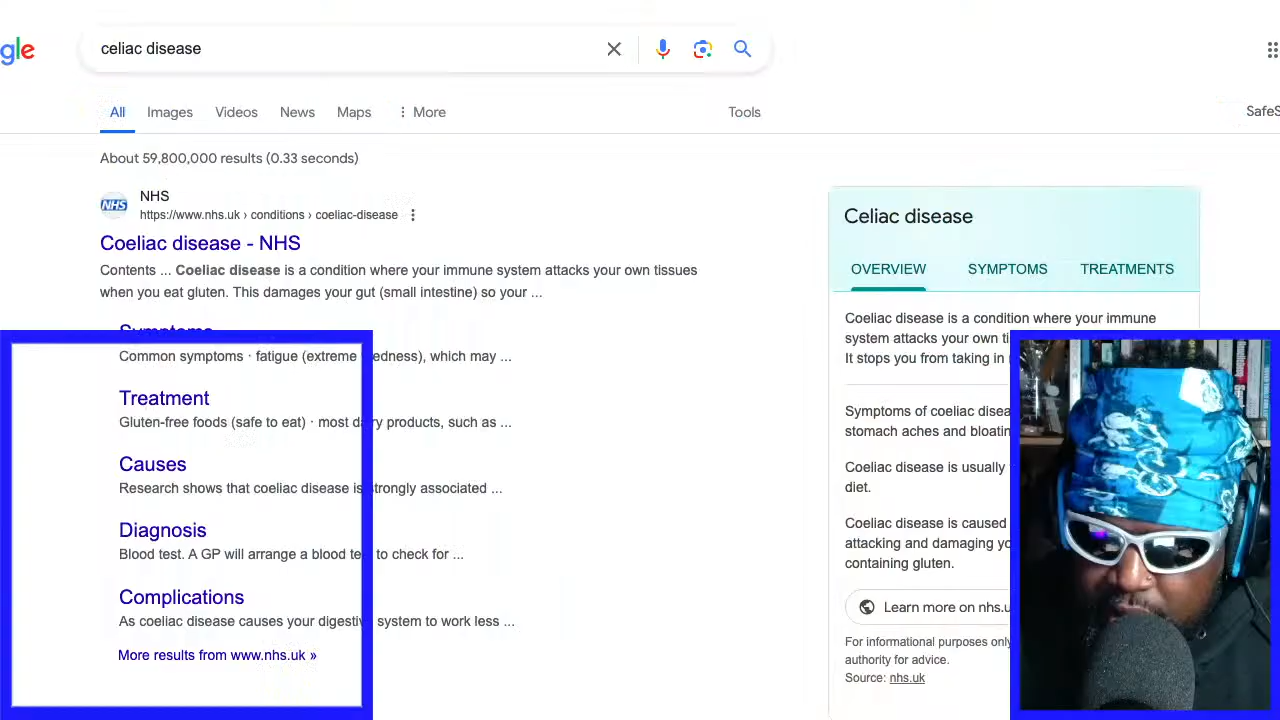 gle
celiac disease
All Images Videos News Maps More Tools
SafeS
About 59,800,000 results (0.33 seconds)
NHS
NHS
https://www.nhs.uk › conditions › coeliac-disease
Coeliac disease - NHS
Contents ... Coeliac disease is a condition where your immune system attacks your own tissues
when you eat gluten. This damages your gut (small intestine) so your ...
Symptoms
Common symptoms · fatigue (extreme edness), which may ...
Treatment
Gluten-free foods (safe to eat) · most da y products, such as ...
Causes
Research shows that coeliac disease is strongly associated ...
Diagnosis
Blood test. A GP will arrange a blood te to check for ...
Complications
As coeliac disease causes your digestiv system to work less ...
More results from www.nhs.uk »
Celiac disease
OVERVIEW SYMPTOMS TREATMENTS
Coeliac disease is a condition where your immune
system attacks your own ti
It stops you from taking in
Symptoms of coeliac disea
stomach aches and bloatin
Coeliac disease is usually
diet.
Coeliac disease is caused
attacking and damaging yo
containing gluten.
Learn more on nhs.u
For informational purposes only
authority for advice.
Source: nhs.uk